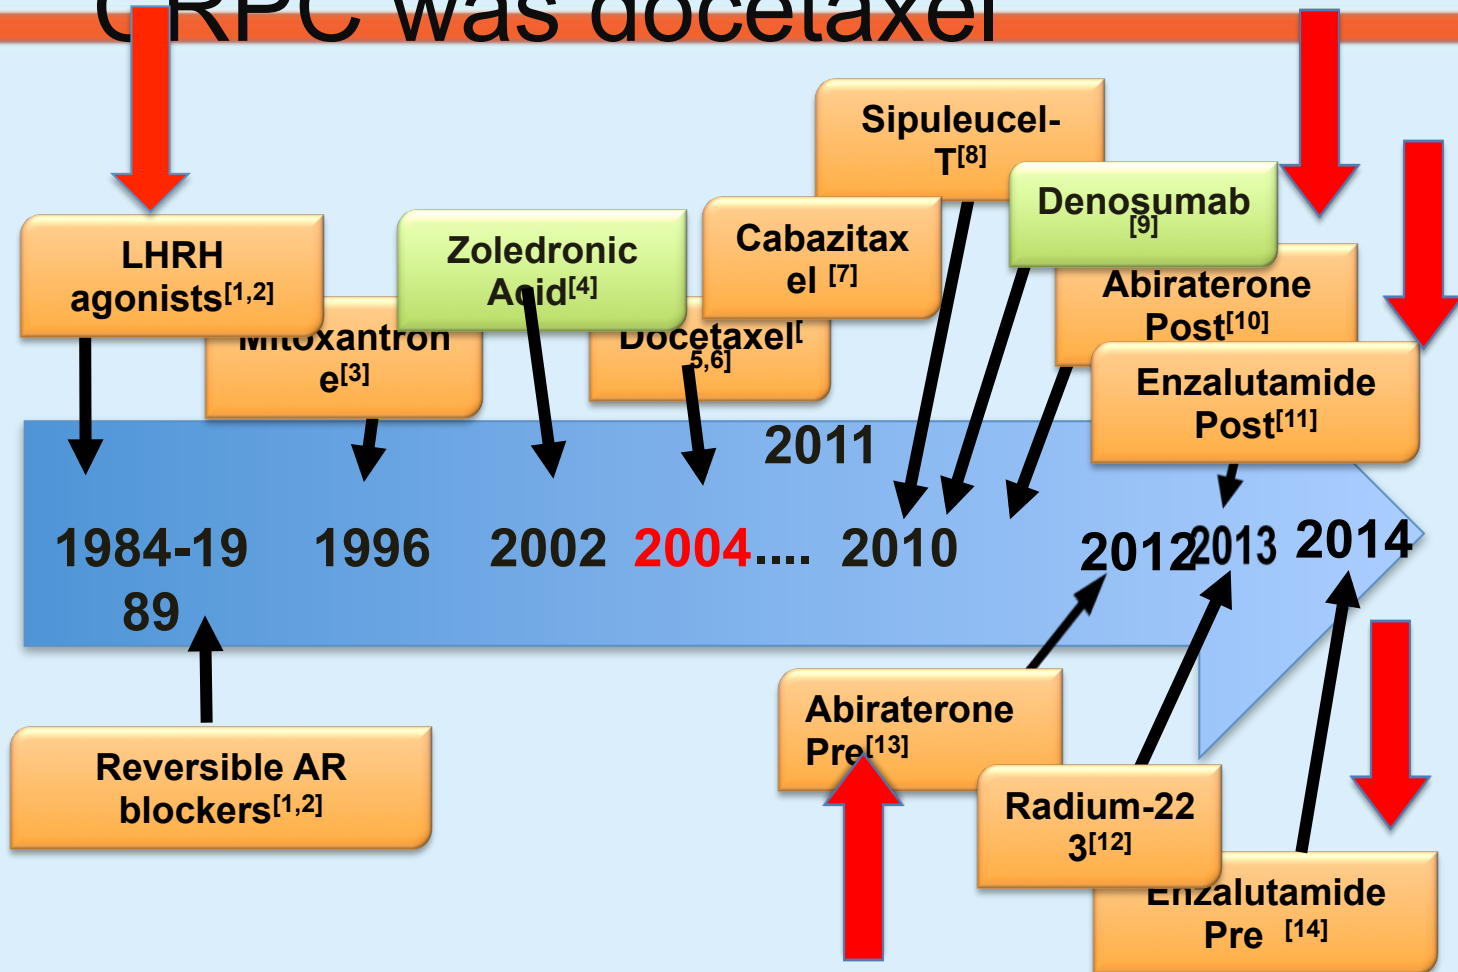 CRPC was docetaxel
Sipuleucel-
T[8]
Denosumab
[9]
LHRH
agonists[1,2]
Zoledronic
Acid[4]
Cabazitax
el [7]
Abiraterone
Post[10]
Mitoxantron
e[3]
Docetaxel[
5,6]
Enzalutamide
Post[11]
2011
1984-19
89
1996
2002
2004....
2010
2012
2013
2014
Abiraterone
Pre[13]
Reversible AR
blockers[1,2]
Radium-22
3[12]
Enzalutamide
Pre [14]